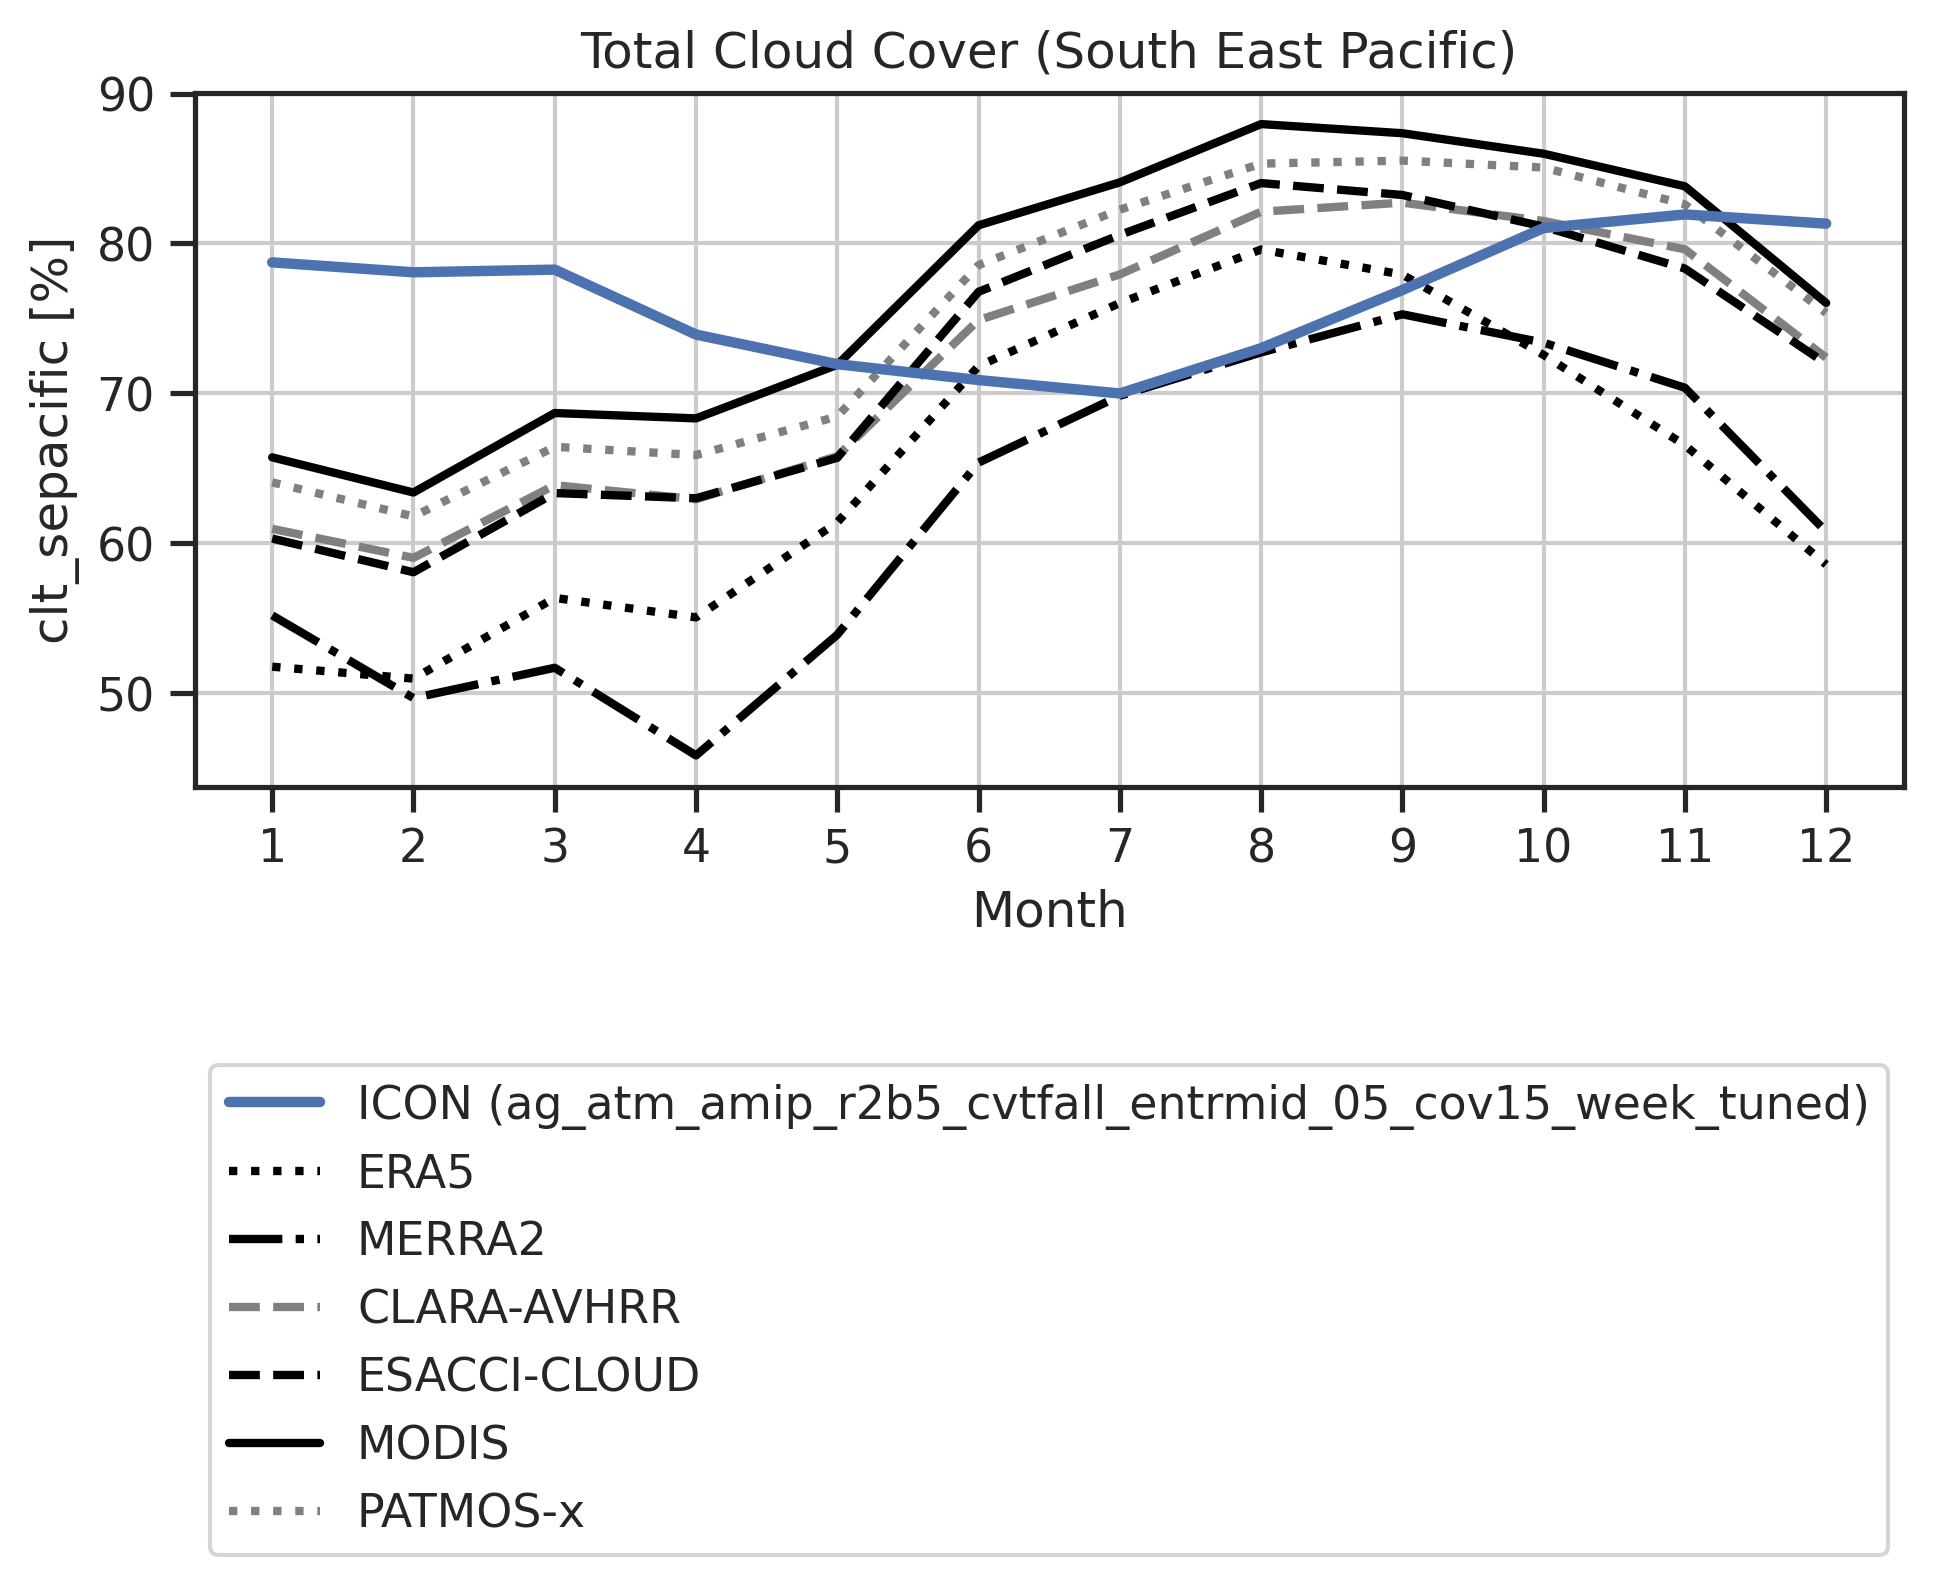 Total Cloud Cover (South East Pacific)
90
80
70
60
50
clt_sepacific [%]
1 2 3 4 5 6 7 8 9 10 11 12
Month
ICON (ag_atm_amip_r2b5_cvtfall_entrmid_05_cov15_week_tuned)
ERA5
MERRA2
CLARA-AVHRR
ESACCI-CLOUD
MODIS
PATMOS-x